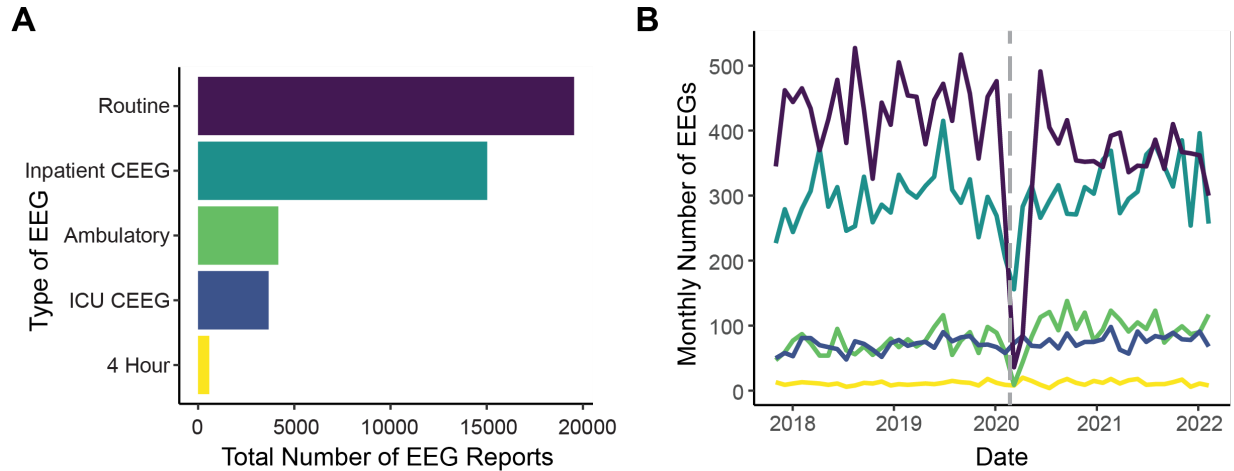 A
Type of EEG
Routine
Inpatient CEEG
Ambulatory
ICU CEEG
4 Hour
0 5000 10000 15000 20000
Total Number of EEG Reports
B
Monthly Number of EEGs
500
400
300
200
100
0
2018 2019 2020 2021 2022
Date